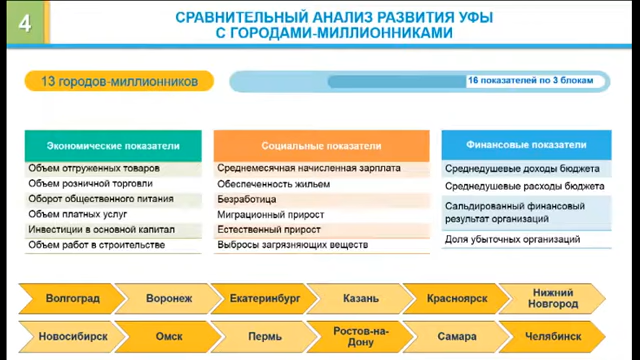 4
СРАВНИТЕЛЬНЫЙ АНАЛИЗ РАЗВИТИЯ УФЫ
С ГОРОДАМИ-МИЛЛИОННИКАМИ
13 городов-миллионников
16 показателей по 3 блокам
Экономические показатели
Объем отгруженных товаров
Объем розничной торговли
Оборот общественного питания
Объем платных услуг
Инвестиции в основной капитал
Объем работ в строительстве
Социальные показатели
Среднемесячная начисленная зарплата
Обеспеченность жильем
Безработица
Миграционный прирост
Естественный прирост
Выбросы загрязняющих веществ
Финансовые показатели
Среднедушевые доходы бюджета
Среднедушевые расходы бюджета
Сальдированный финансовый
результат организаций
Доля убыточных организаций
Волгоград
Воронеж
Екатеринбург
Казань
Красноярск
Нижний
Новгород
Новосибирск
Омск
Пермь
Ростов-на-
Дону
Самара
Челябинск